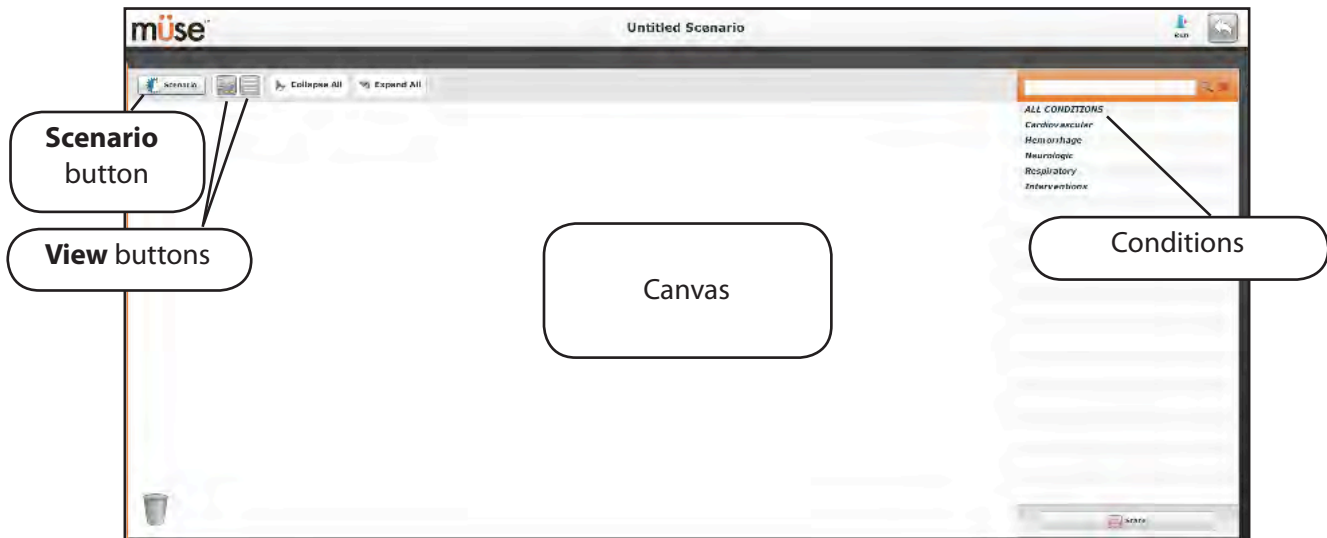 müse
Untitled Scenario
Scenario
Collapse All
Expand All
ALL CONDITIONS
Cardiovascular
Hemorrhage
Neurologic
Respiratory
Interventions
Scenario
button
View buttons
Canvas
Conditions